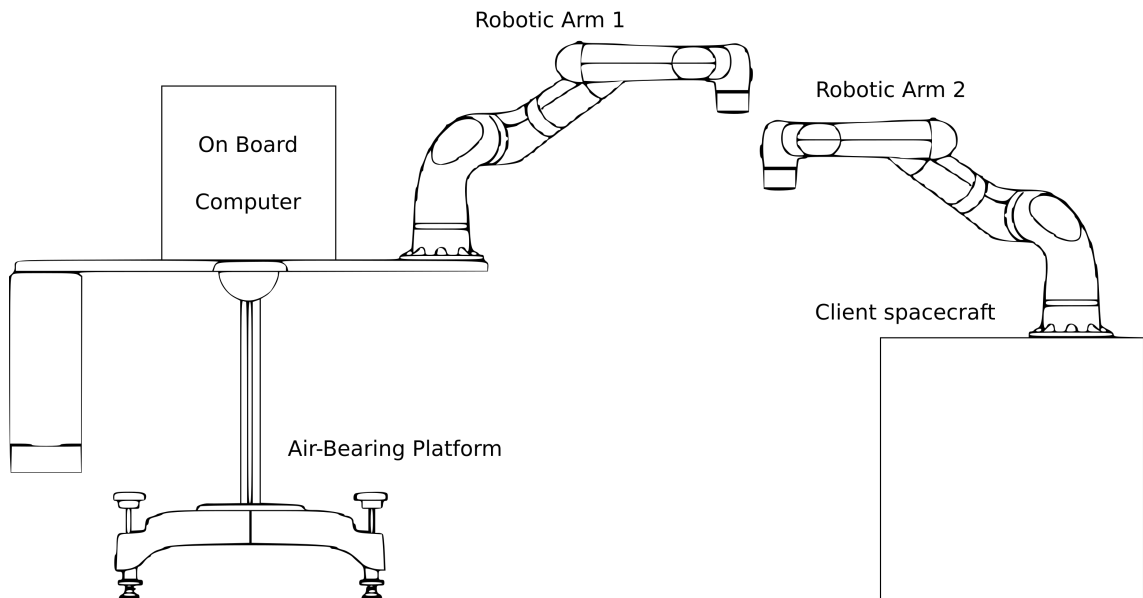 Robotic Arm 1
Robotic Arm 2
On Board
Computer
Client spacecraft
Air-Bearing Platform